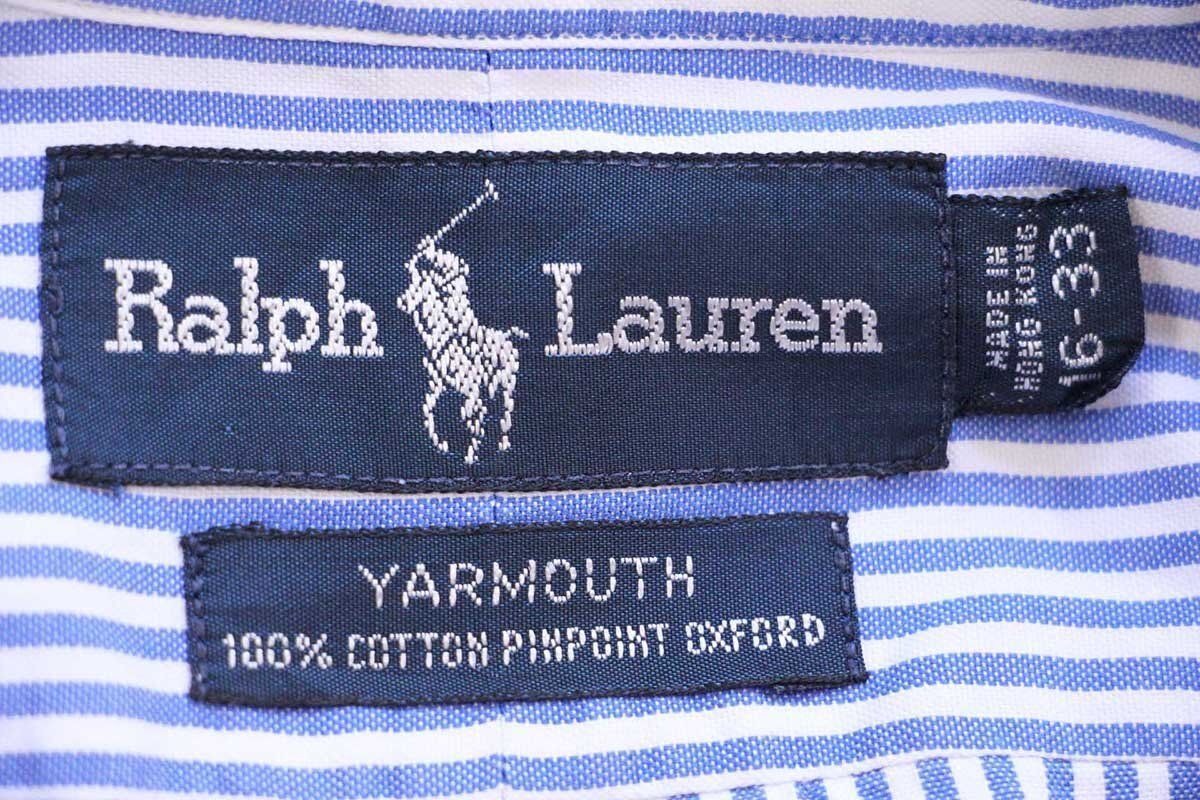 Ralph Lauren
MADE IN
HONG KONG
16-33
YARMOUTH
100% COTTON PINPOINT OXFORD